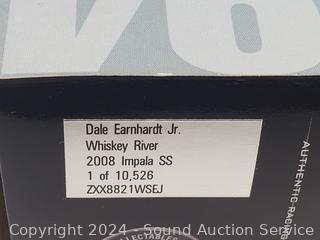 Dale Earnhardt Jr.
Whiskey River
2008 Impala SS
1 of 10,526
ZXX8821WSEJ
AUTHENTIC RACING
Copyright 2024 - Sound Auction Service